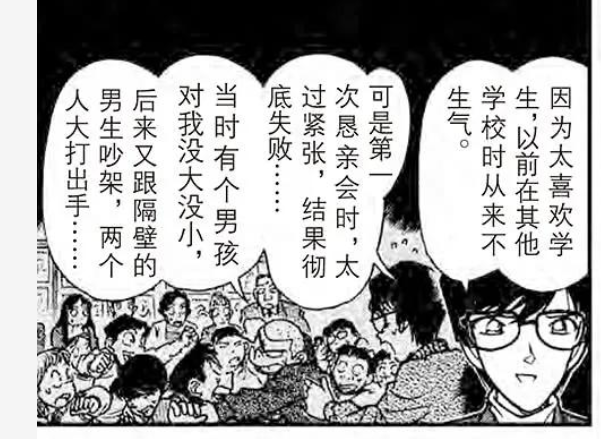 因为太喜欢学
生，以前在其他
学校时从来不
生气。
可是第一
次恳亲会时，太
过紧张，结果彻
底失败……
当时有个男孩
对我没大没小，
后来又跟隔壁的
男生吵架，两个
人大打出手……